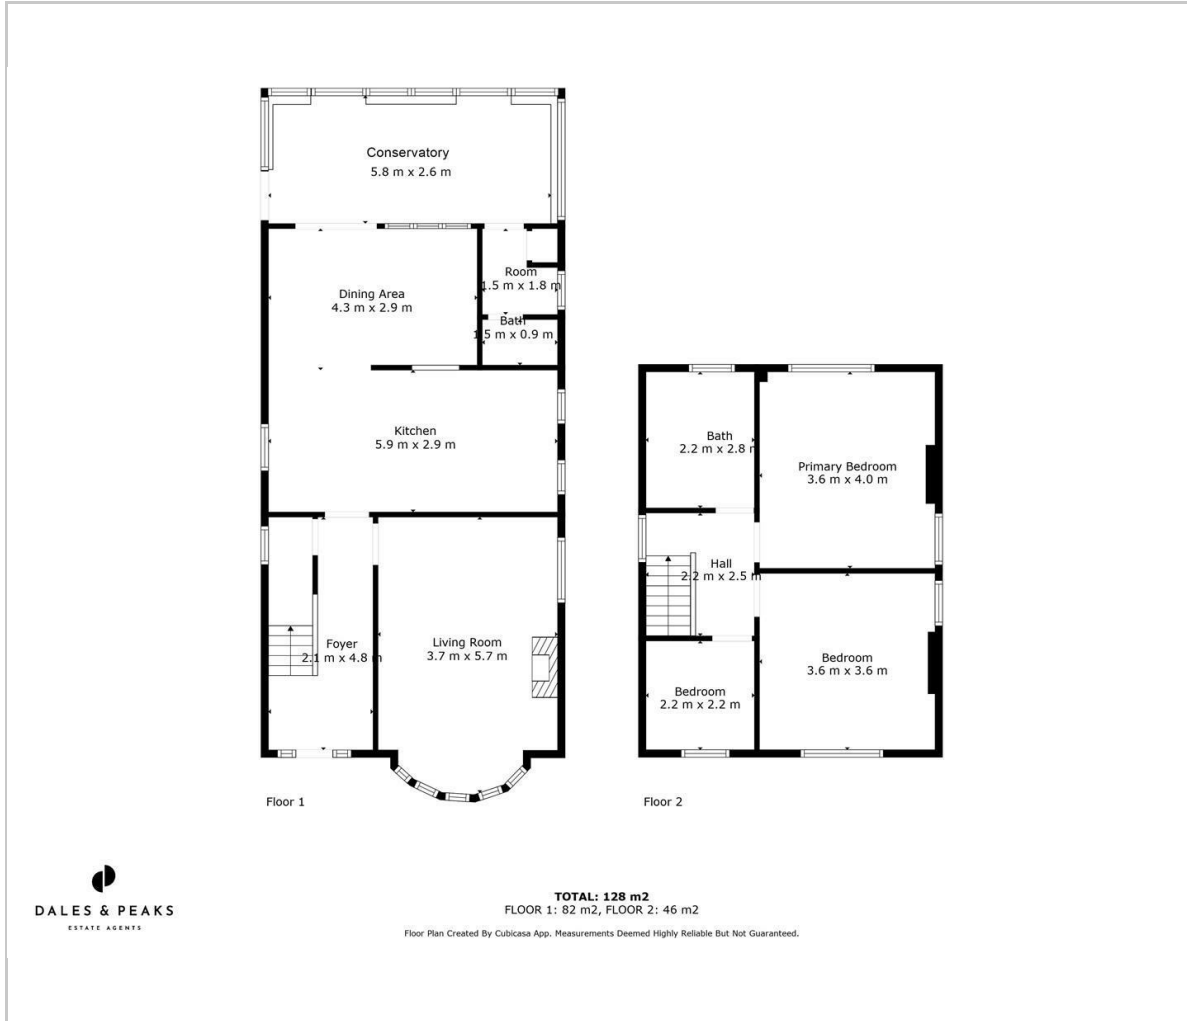 Conservatory
5.8 m x 2.6 m
Dining Area
4.3 m x 2.9 m
Room
1.5 m x 1.8 m
Bath
1.5 m x 0.9 m
Kitchen
5.9 m x 2.9 m
Foyer
2.1 m x 4.8 m
Living Room
3.7 m x 5.7 m
Floor 1
Bath
2.2 m x 2.8 m
Primary Bedroom
3.6 m x 4.0 m
Hall
2.2 m x 2.5 m
Bedroom
2.2 m x 2.2 m
Bedroom
3.6 m x 3.6 m
Floor 2
DALES & PEAKS
ESTATE AGENTS
TOTAL: 128 m2
FLOOR 1: 82 m2, FLOOR 2: 46 m2
Floor Plan Created By Cubicasa App. Measurements Deemed Highly Reliable But Not Guaranteed.